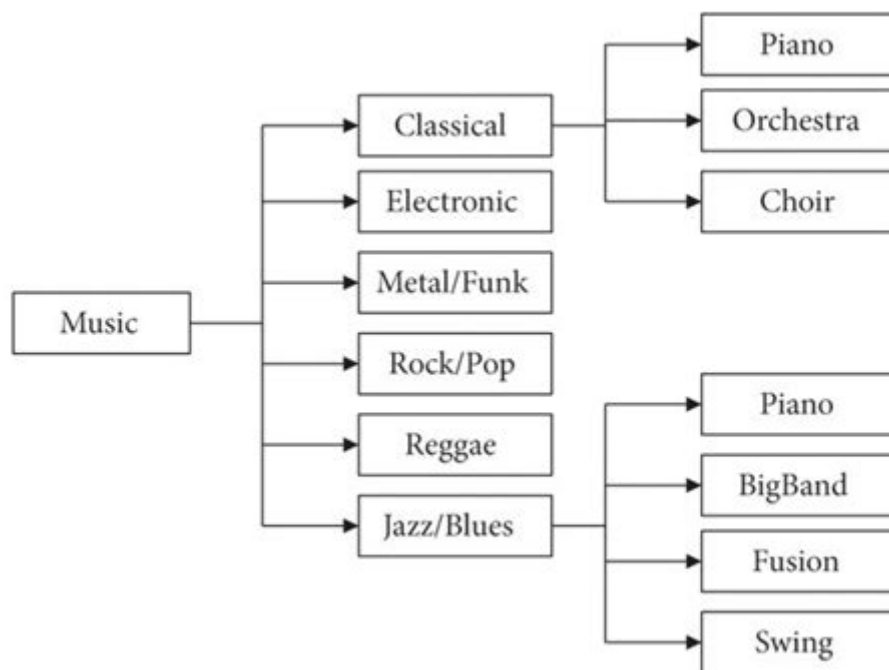 Music
Classical
Electronic
Metal/Funk
Rock/Pop
Reggae
Jazz/Blues
Piano
Orchestra
Choir
Piano
BigBand
Fusion
Swing